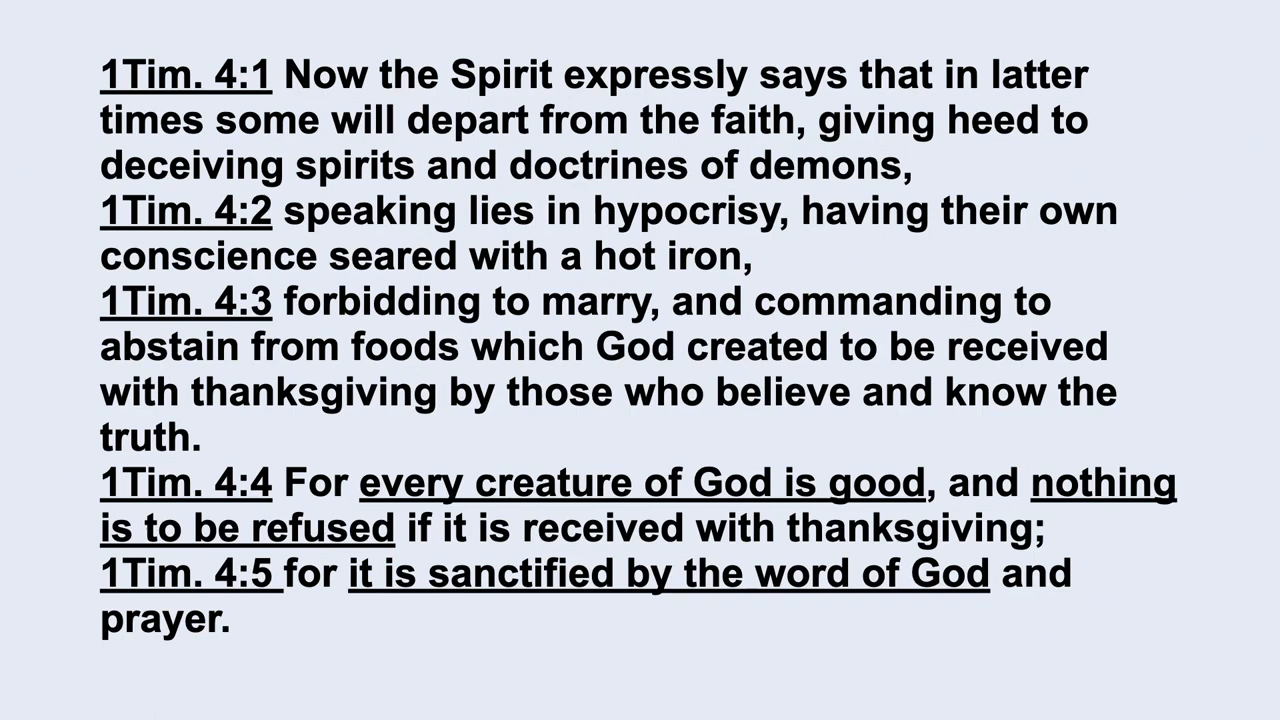 1Tim. 4:1 Now the Spirit expressly says that in latter
times some will depart from the faith, giving heed to
deceiving spirits and doctrines of demons,
1Tim. 4:2 speaking lies in hypocrisy, having their own
conscience seared with a hot iron,
1Tim. 4:3 forbidding to marry, and commanding to
abstain from foods which God created to be received
with thanksgiving by those who believe and know the
truth.
1Tim. 4:4 For every creature of God is good, and nothing
is to be refused if it is received with thanksgiving;
1Tim. 4:5 for it is sanctified by the word of God and
prayer.